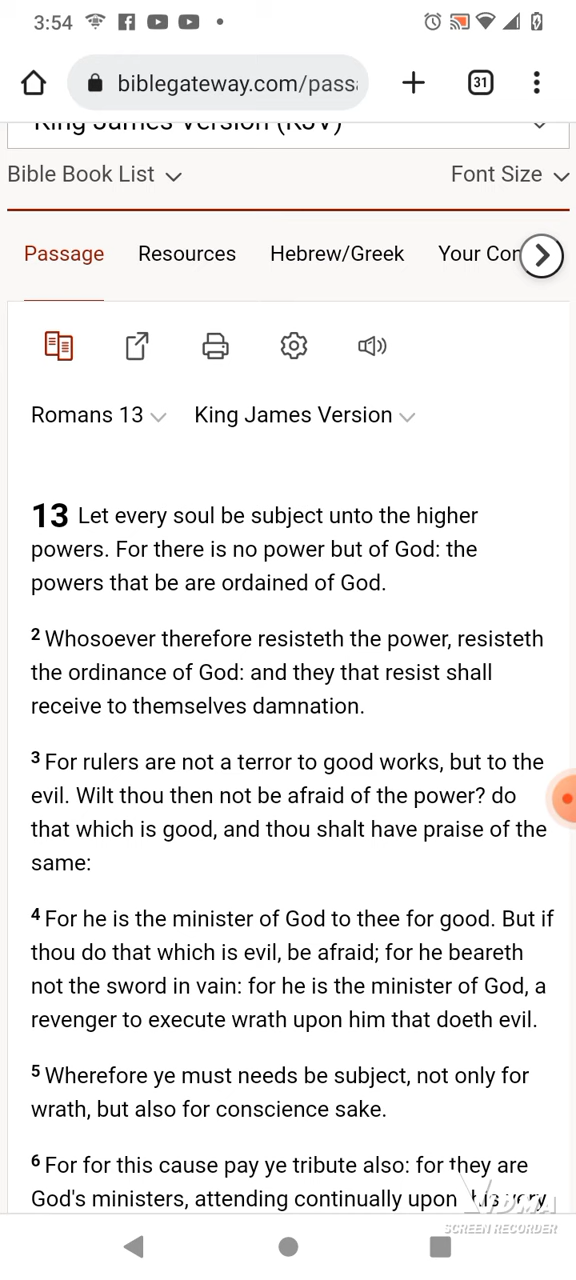 3:54
31
biblegateway.com/pass
King James Version (KJV)
Bible Book List
Font Size
Passage Resources Hebrew/Greek Your Con
Romans 13 King James Version
13 Let every soul be subject unto the higher
powers. For there is no power but of God: the
powers that be are ordained of God.
2 Whosoever therefore resisteth the power, resisteth
the ordinance of God: and they that resist shall
receive to themselves damnation.
3 For rulers are not a terror to good works, but to the
evil. Wilt thou then not be afraid of the power? do
that which is good, and thou shalt have praise of the
same:
4 For he is the minister of God to thee for good. But if
thou do that which is evil, be afraid; for he beareth
not the sword in vain: for he is the minister of God, a
revenger to execute wrath upon him that doeth evil.
5 Wherefore ye must needs be subject, not only for
wrath, but also for conscience sake.
6 For for this cause pay ye tribute also: for they are
God's ministers, attending continually upon this very
VIDMA
SCREEN RECORDER